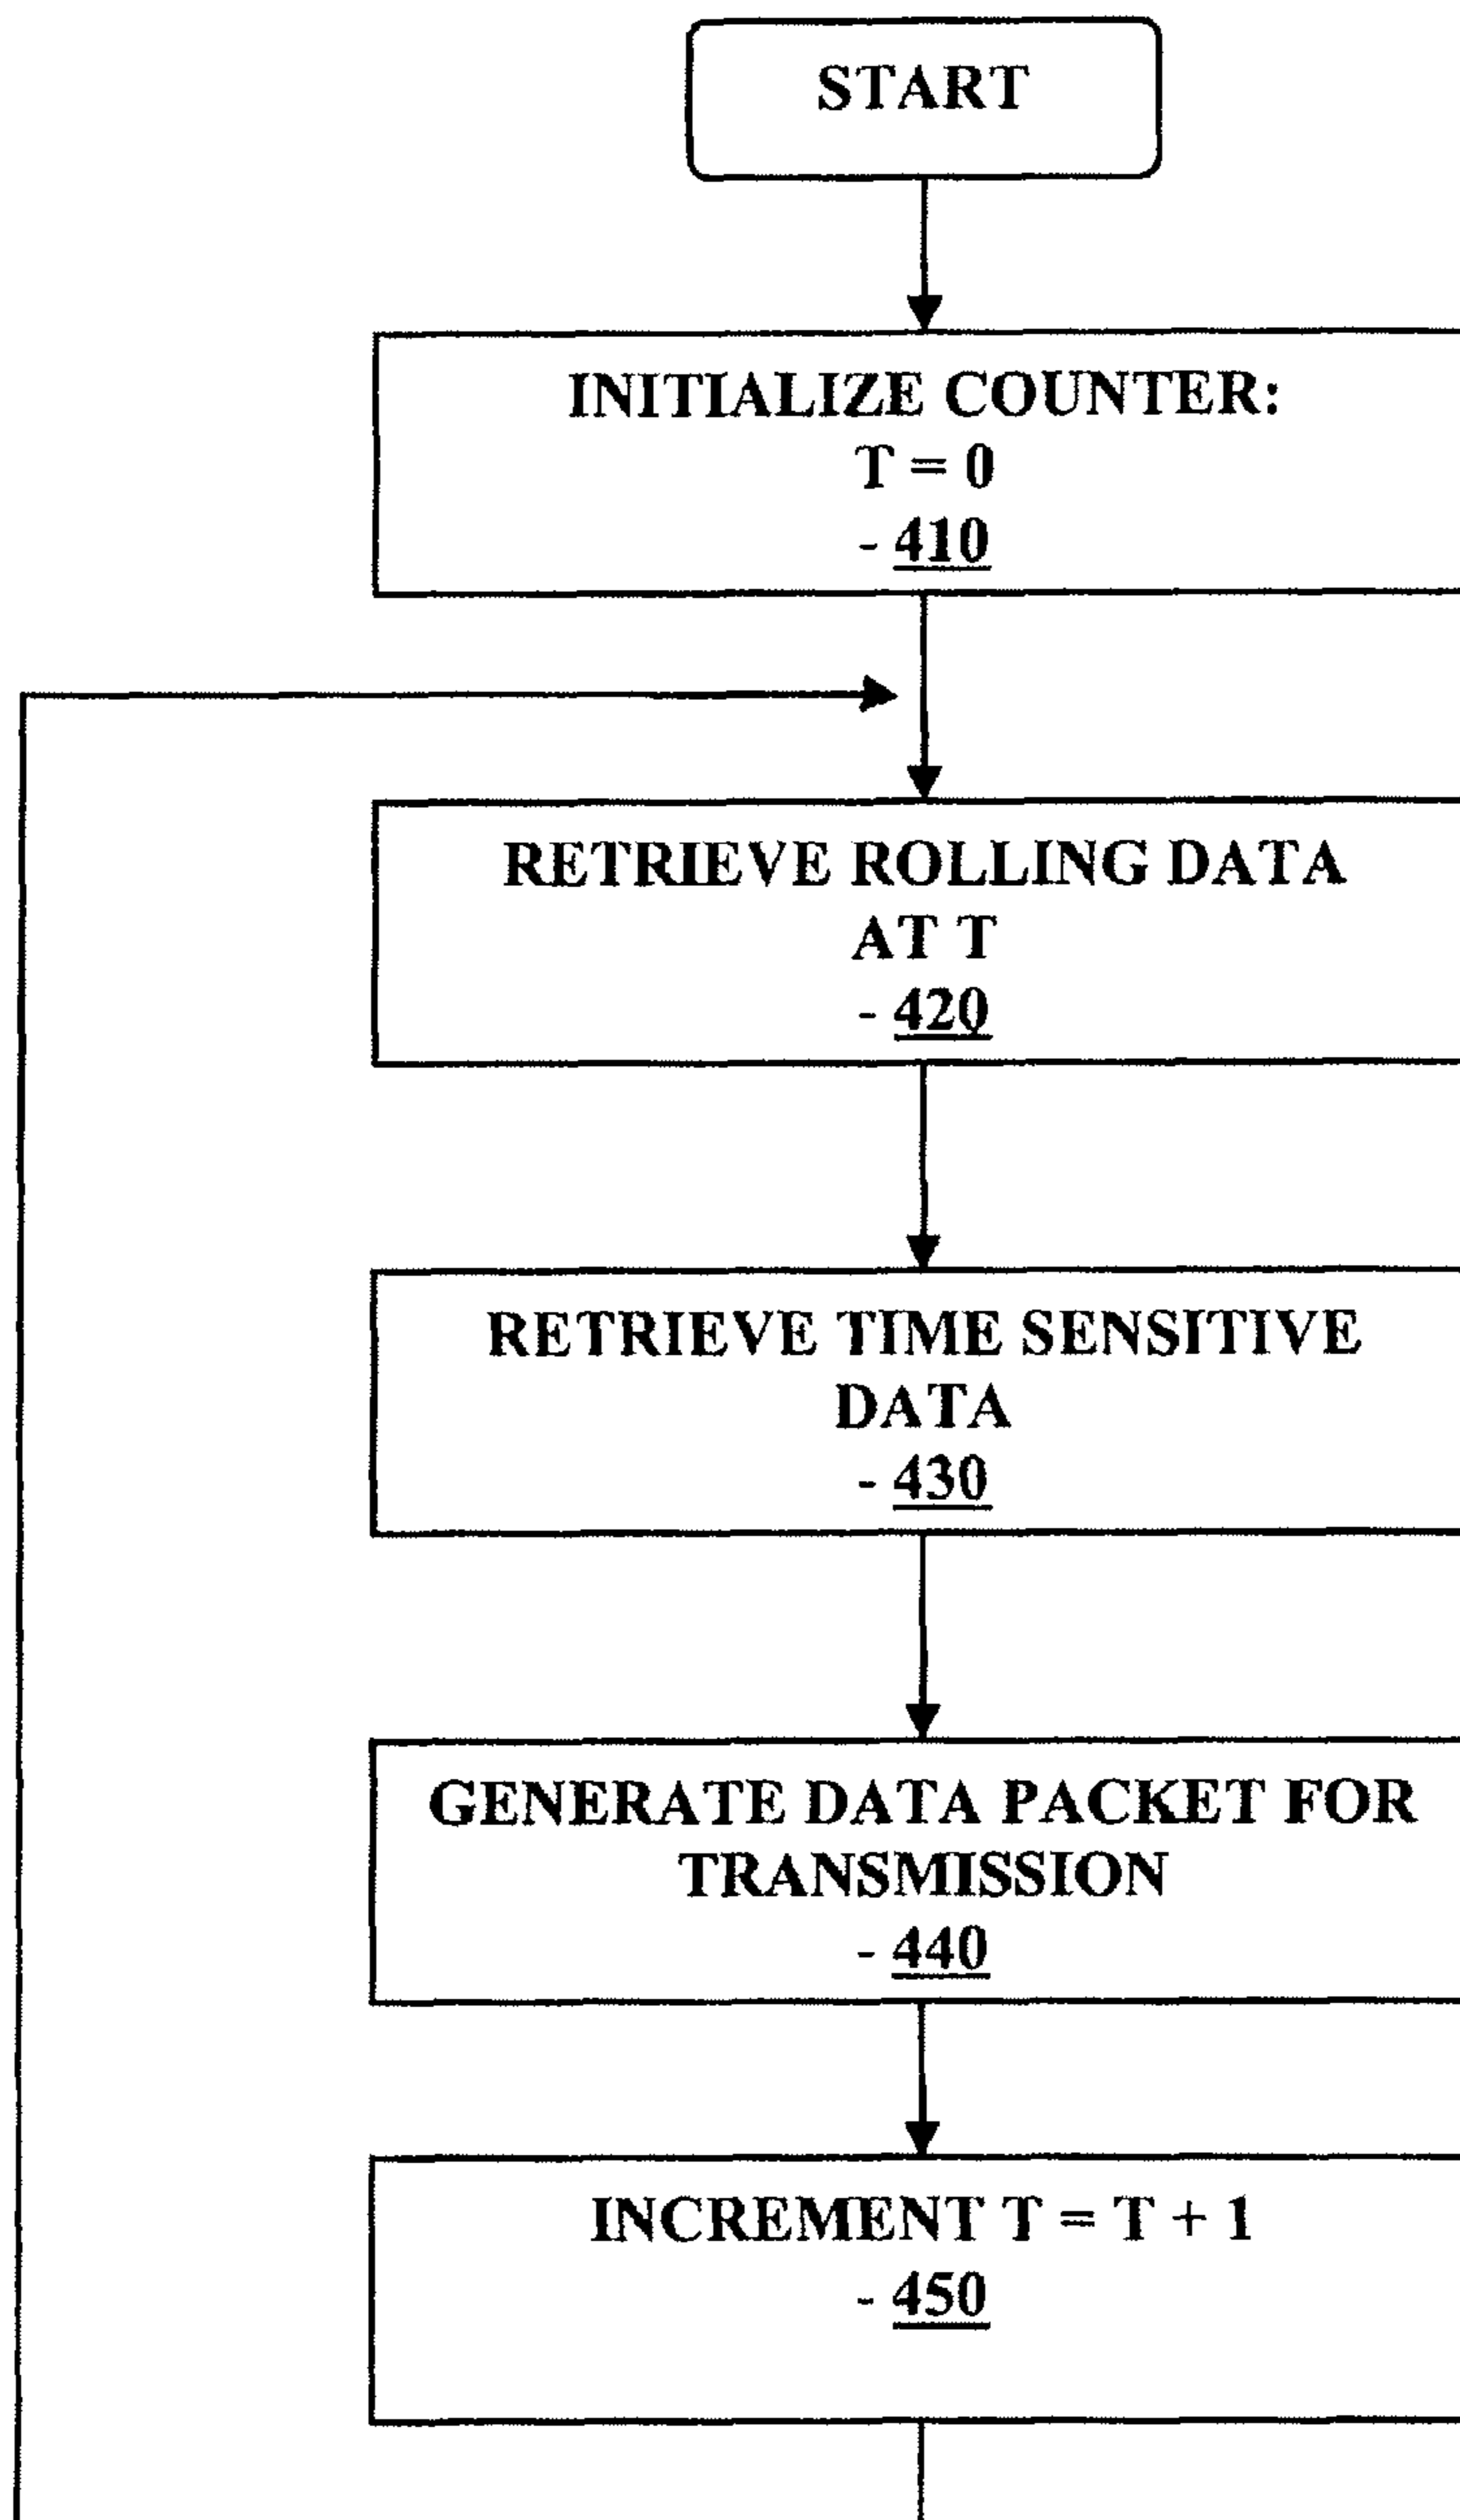 START
INITIALIZE COUNTER:
T = 0
- 410
RETRIEVE ROLLING DATA
AT T
- 420
RETRIEVE TIME SENSITIVE
DATA
- 430
GENERATE DATA PACKET FOR
TRANSMISSION
- 440
INCREMENT T = T + 1
- 450